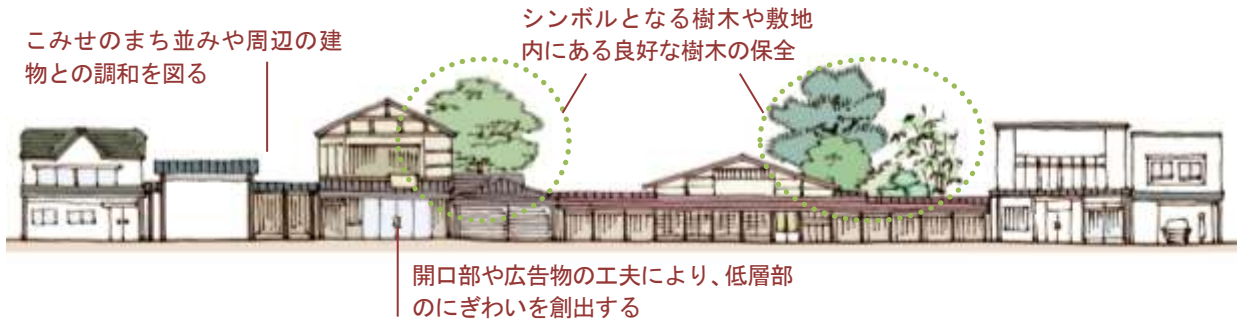 こみせのまち並みや周辺の建
物との調和を図る
シンボルとなる樹木や敷地
内にある良好な樹木の保全
開口部や広告物の工夫により、低層部
のにぎわいを創出する